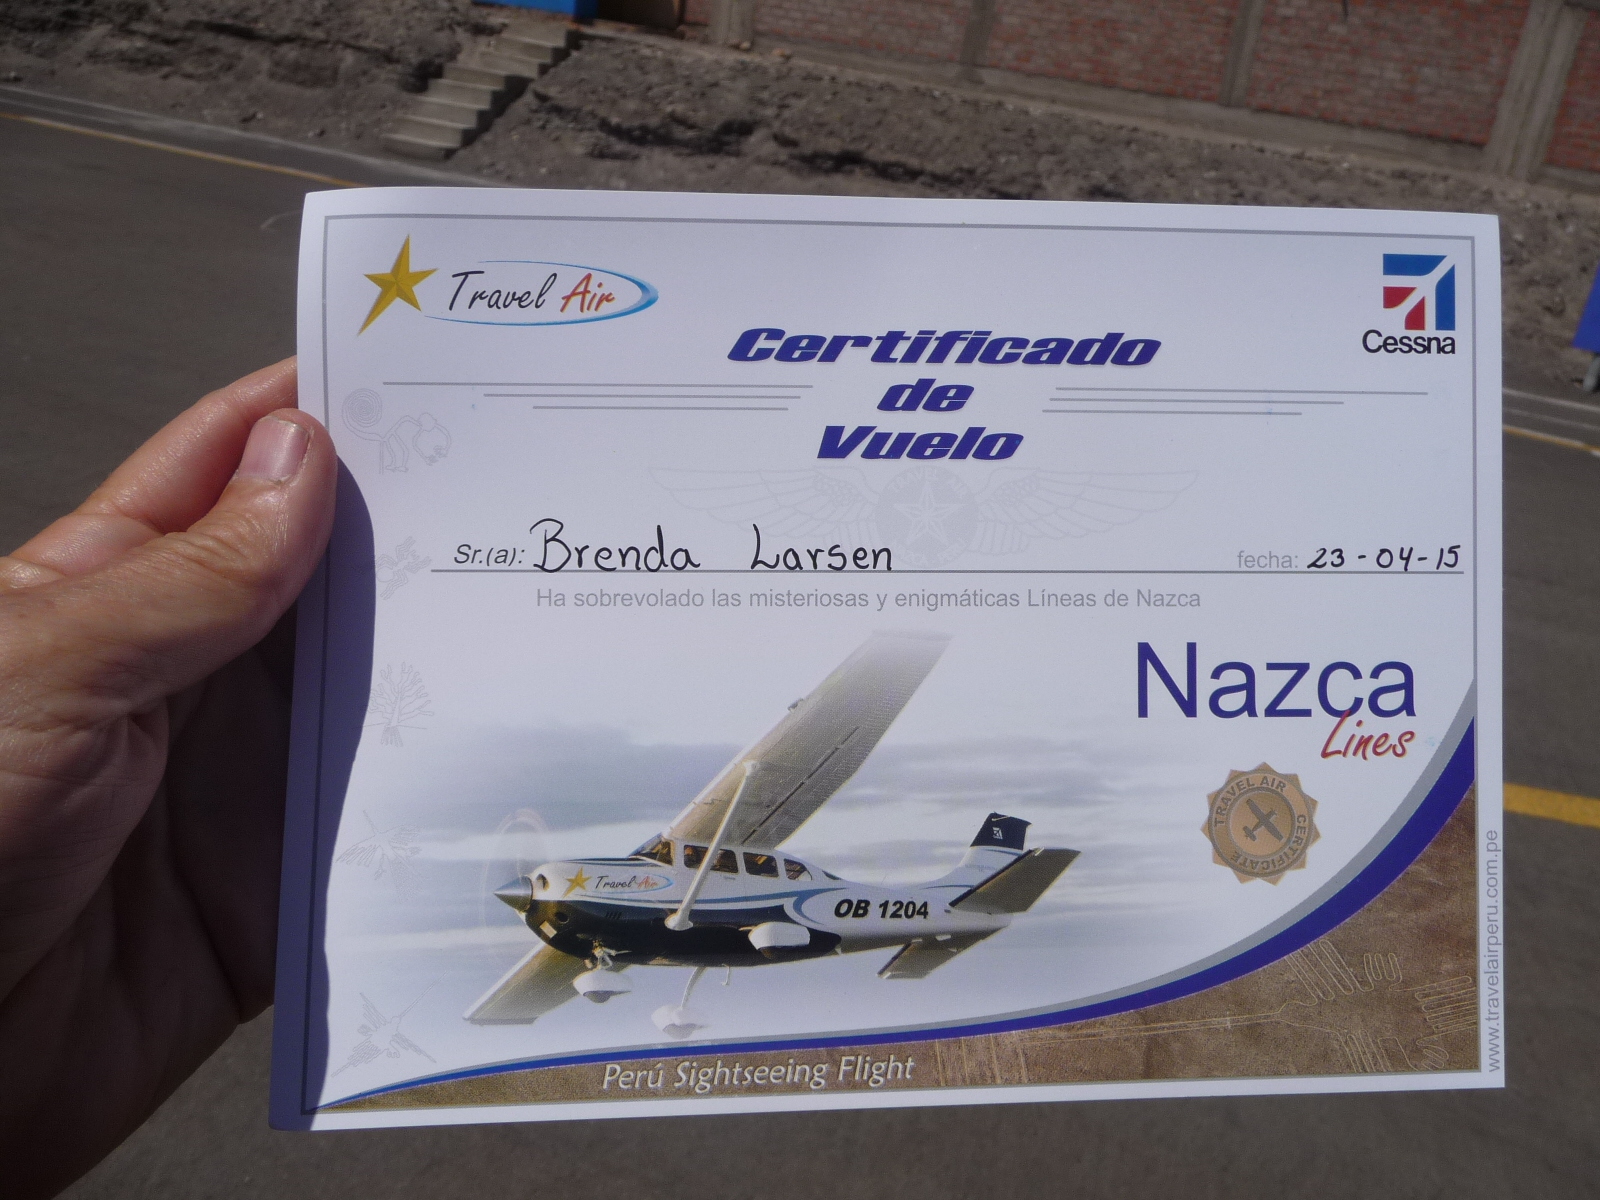 Travel Air
Cessna
Certificado
de
Vuelo
Sr.(a): Brenda Larsen fecha: 23-04-15
Ha sobrevolado las misteriosas y enigmáticas Líneas de Nazca
Nazca
Lines
TRAVEL AIR
CERTIFICATE
Travel Air
OB 1204
Perú Sightseeing Flight
www.travelairperu.com.pe